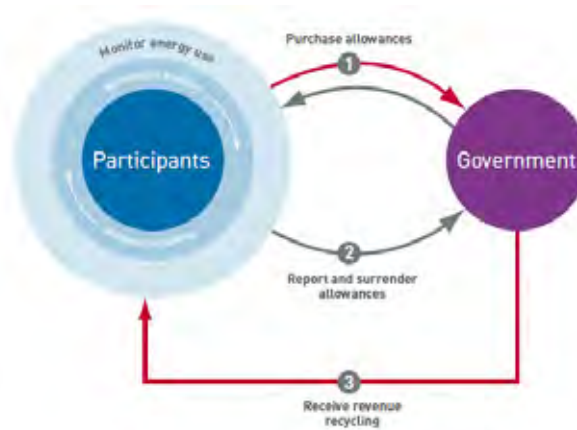 Monitor energy use
Purchase allowances
1
Participants
Government
2
Report and surrender
allowances
3
Receive revenue
recycling